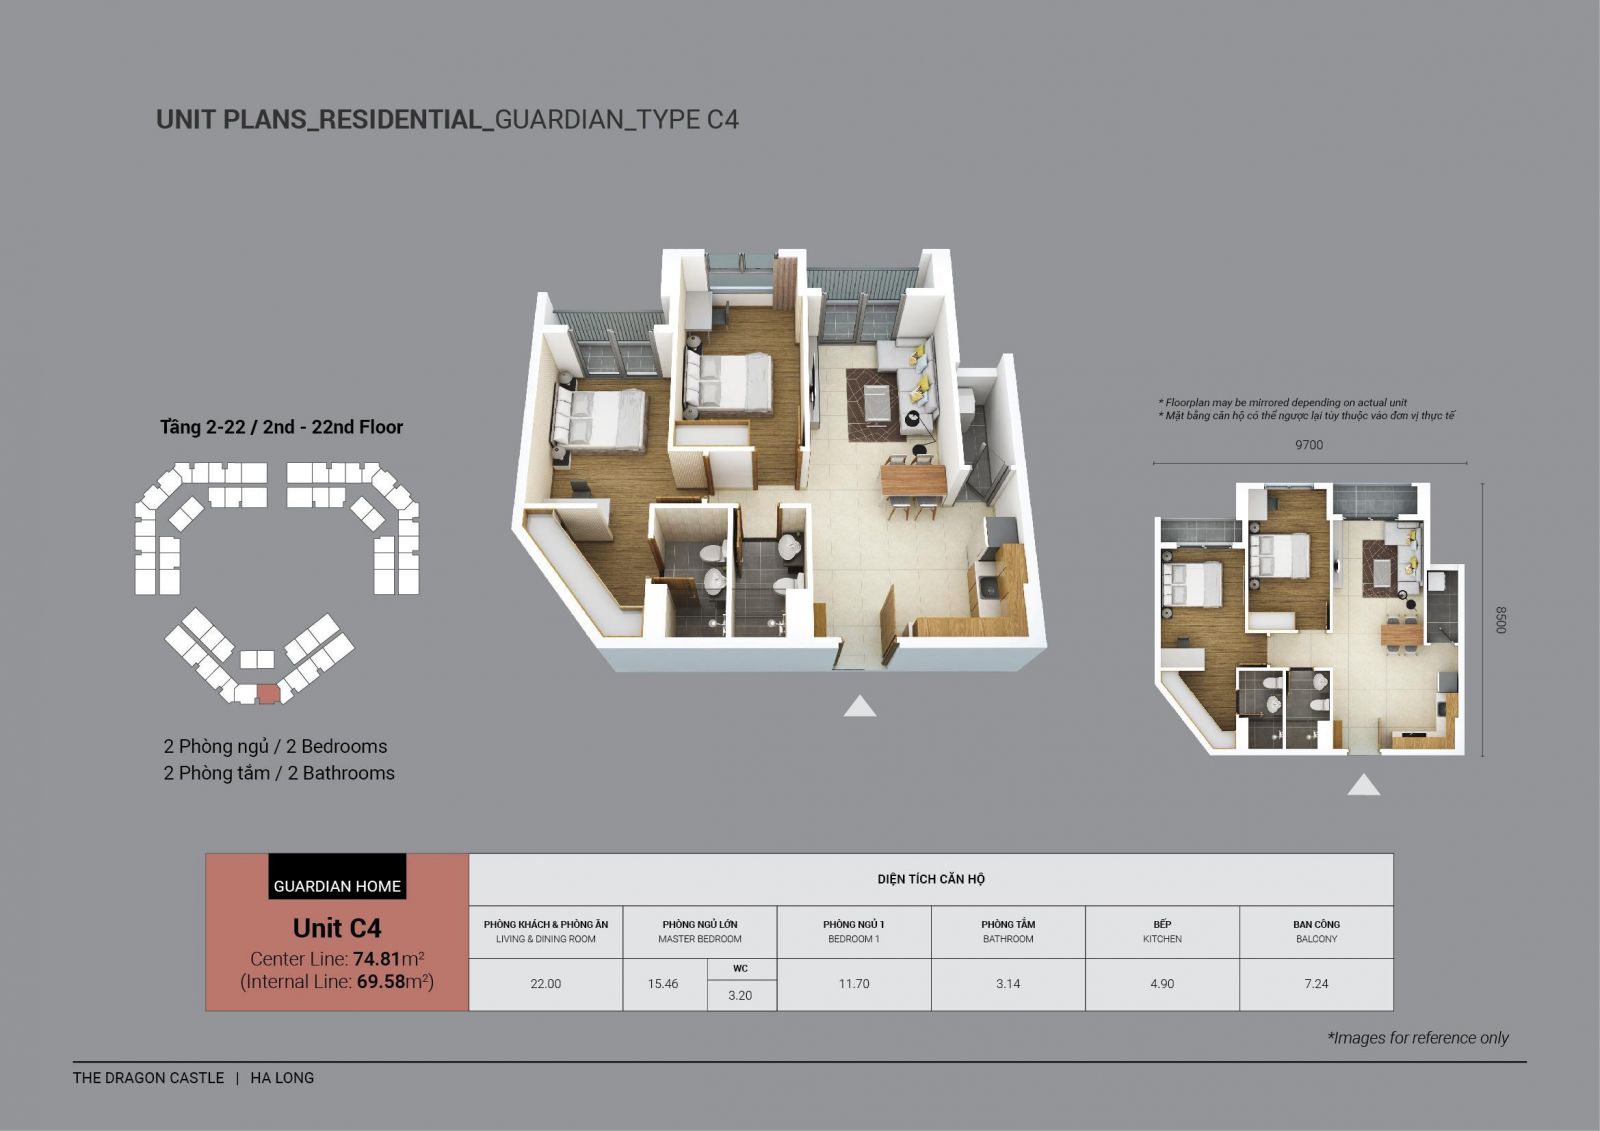 UNIT PLANS_RESIDENTIAL_GUARDIAN_TYPE C4
* Floorplan may be mirrored depending on actual unit
* Mặt bằng căn hộ có thể ngược lại tùy thuộc vào đơn vị thực tế
9700
8500
Tầng 2-22 / 2nd - 22nd Floor
2 Phòng ngủ / 2 Bedrooms
2 Phòng tắm / 2 Bathrooms
GUARDIAN HOME
Unit C4
Center Line: 74.81m²
(Internal Line: 69.58m²)
DIỆN TÍCH CĂN HỘ
PHÒNG KHÁCH & PHÒNG ĂN
LIVING & DINING ROOM
22.00
PHÒNG NGỦ LỚN
MASTER BEDROOM
15.46
WC
3.20
PHÒNG NGỦ 1
BEDROOM 1
11.70
PHÒNG TẮM
BATHROOM
3.14
BẾP
KITCHEN
4.90
BAN CÔNG
BALCONY
7.24
*Images for reference only
THE DRAGON CASTLE | HA LONG